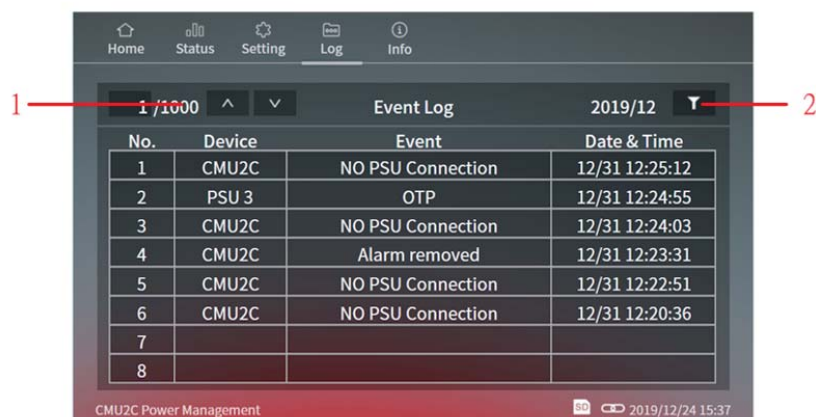 Home Status Setting Log Info
1 1 /1000 Event Log 2019/12 2
No. Device Event Date & Time
1 CMU2C NO PSU Connection 12/31 12:25:12
2 PSU 3 OTP 12/31 12:24:55
3 CMU2C NO PSU Connection 12/31 12:24:03
4 CMU2C Alarm removed 12/31 12:23:31
5 CMU2C NO PSU Connection 12/31 12:22:51
6 CMU2C NO PSU Connection 12/31 12:20:36
7
8
CMU2C Power Management SD 2019/12/24 15:37